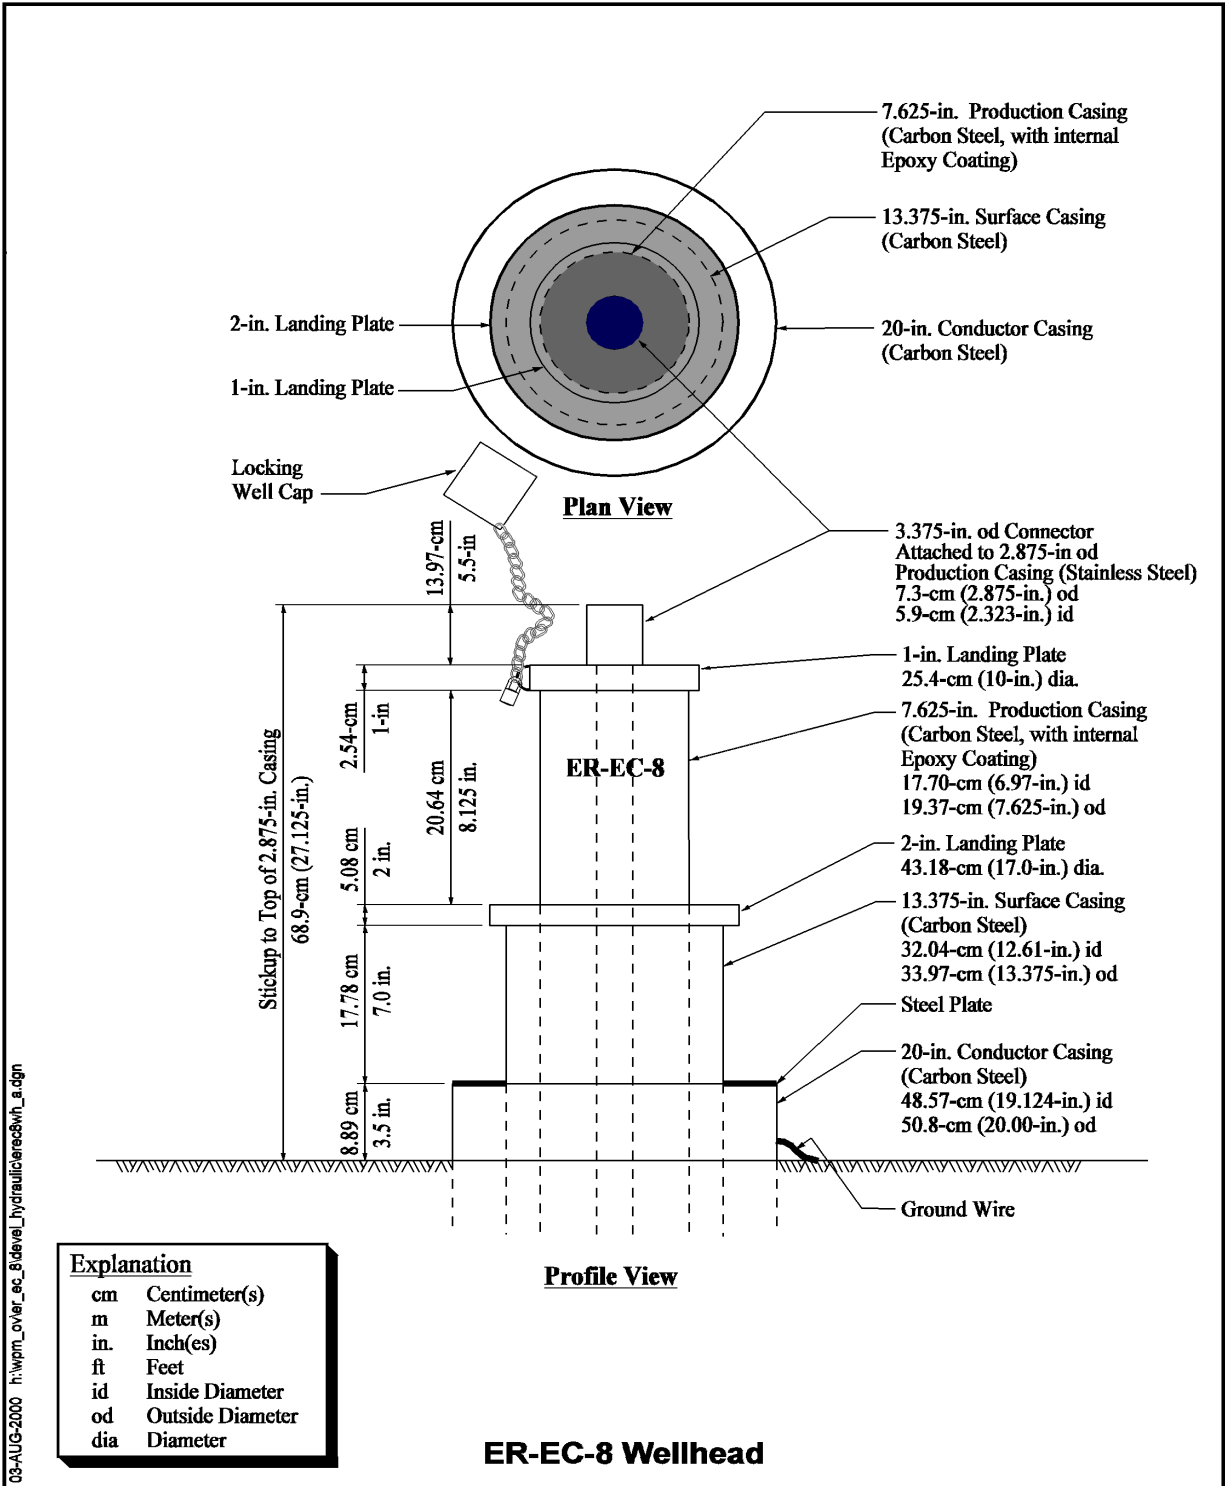 7.625-in.  Production Casing
(Carbon Steel, with internal
Epoxy Coating)
13.375-in. Surface Casing
(Carbon Steel)
2-in. Landing Plate
20-in. Conductor Casing
(Carbon Steel)
1-in. Landing Plate
Locking
Well Cap
Plan View
13.97-cm
5.5-in
3.375-in. od Connector
Attached to 2.875-in od
Production Casing (Stainless Steel)
7.3-cm (2.875-in.) od
5.9-cm (2.323-in.) id
1-in. Landing Plate
25.4-cm (10-in.) dia.
2.54-cm
1-in
7.625-in.  Production Casing
(Carbon Steel, with internal
Epoxy Coating)
17.70-cm (6.97-in.) id
19.37-cm (7.625-in.) od
ER-EC-8
20.64 cm
8.125 in.
Stickup to Top of 2.875-in. Casing
68.9-cm (27.125-in.)
5.08 cm
2 in.
2-in. Landing Plate
43.18-cm (17.0-in.) dia.
13.375-in. Surface Casing
(Carbon Steel)
32.04-cm (12.61-in.) id
33.97-cm (13.375-in.) od
17.78 cm
7.0 in.
Steel Plate
20-in. Conductor Casing
(Carbon Steel)
48.57-cm (19.124-in.) id
50.8-cm (20.00-in.) od
8.89 cm
3.5 in.
Ground Wire
Profile View
Explanation
cm Centimeter(s)
m Meter(s)
in. Inch(es)
ft Feet
id Inside Diameter
od Outside Diameter
dia Diameter
ER-EC-8 Wellhead
03-AUG-2000 h:\wpm_ov\er_ec_8\devel_hydraulic\erec8wh_a.dgn